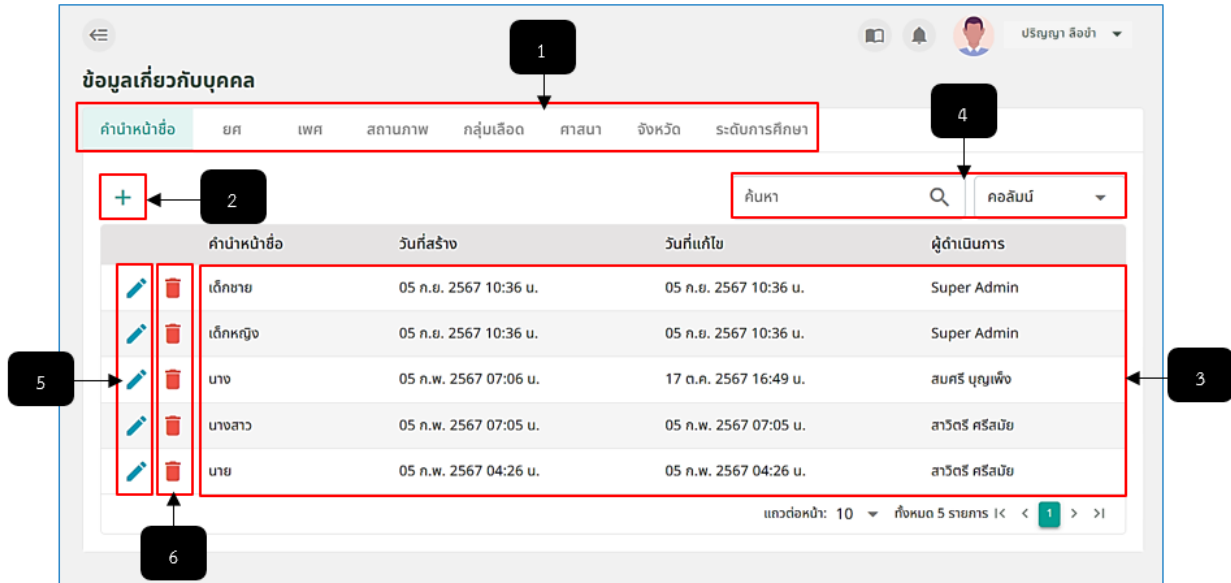 1
ปริญญา ลือขำ
ข้อมูลเกี่ยวกับบุคคล
คำนำหน้าชื่อ ยศ เพศ สถานภาพ กลุ่มเลือด ศาสนา จังหวัด ระดับการศึกษา
4
2
ค้นหา คอลัมน์
คำนำหน้าชื่อ วันที่สร้าง วันที่แก้ไข ผู้ดำเนินการ
เด็กชาย 05 ก.ย. 2567 10:36 น. 05 ก.ย. 2567 10:36 น. Super Admin
เด็กหญิง 05 ก.ย. 2567 10:36 น. 05 ก.ย. 2567 10:36 น. Super Admin
5 นาง 05 ก.พ. 2567 07:06 น. 17 ต.ค. 2567 16:49 น. สมศรี บุญเพ็ง 3
นางสาว 05 ก.พ. 2567 07:05 น. 05 ก.พ. 2567 07:05 น. สาวิตรี ศรีสมัย
นาย 05 ก.พ. 2567 04:26 น. 05 ก.พ. 2567 04:26 น. สาวิตรี ศรีสมัย
แถวต่อหน้า: 10 ทั้งหมด 5 รายการ |< < 1 > >|
6